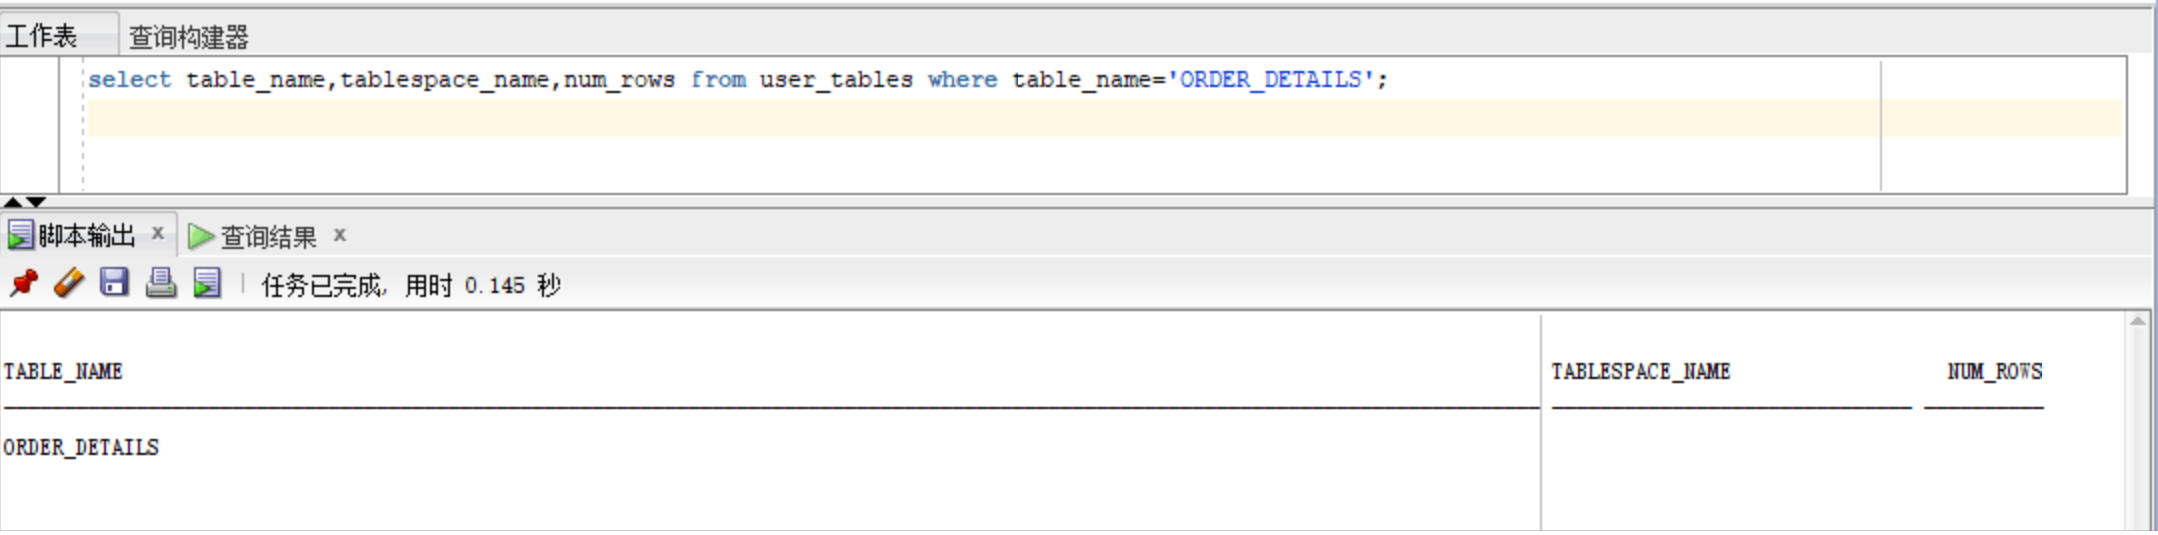 工作表 查询构建器
select table_name,tablespace_name,num_rows from user_tables where table_name='ORDER_DETAILS';
脚本输出 x 查询结果 x
任务已完成, 用时 0.145 秒
TABLE_NAME TABLESPACE_NAME NUM_ROWS
ORDER_DETAILS